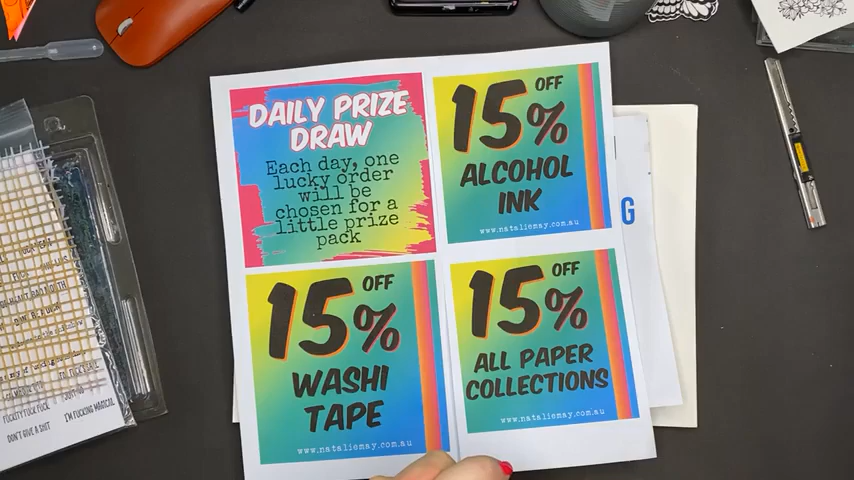 DAILY PRIZE
DRAW
Each day, one
lucky order
will be
chosen for a
little prize
pack
15% OFF
ALCOHOL
INK
www.nataliemay.com.au
15% OFF
WASHI
TAPE
www.nataliemay.com.au
15% OFF
ALL PAPER
COLLECTIONS
www.nataliemay.com.au
G
FUCKITY FUCK FUCK
DON'T GIVE A SHIT
I'M FUCKING MAGICAL